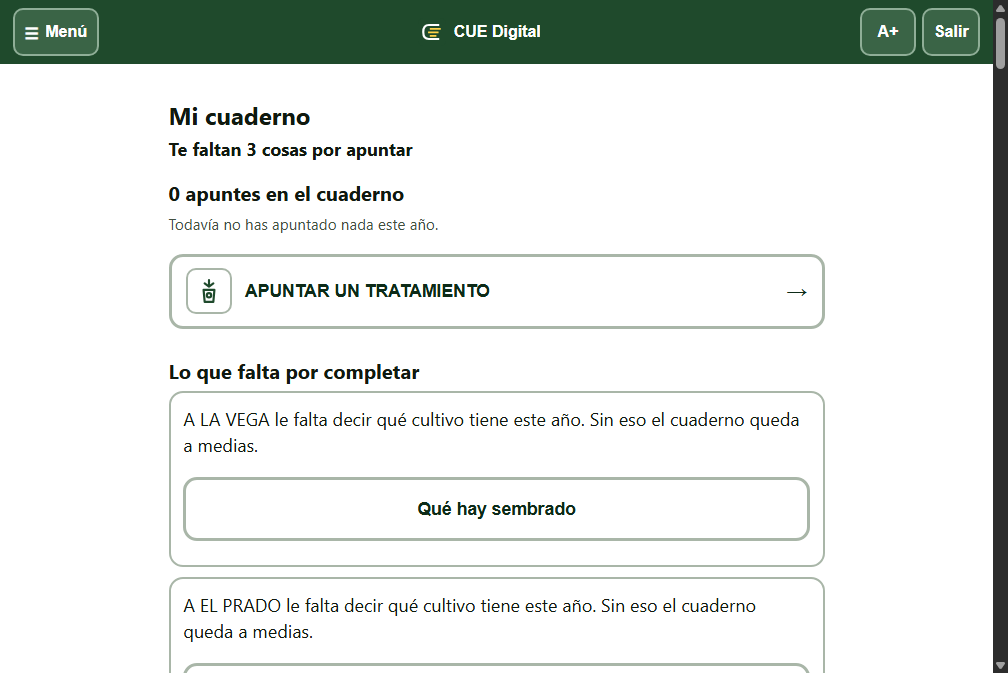 Menú
CUE Digital
A+
Salir
Mi cuaderno
Te faltan 3 cosas por apuntar
0 apuntes en el cuaderno
Todavía no has apuntado nada este año.
APUNTAR UN TRATAMIENTO →
Lo que falta por completar
A LA VEGA le falta decir qué cultivo tiene este año. Sin eso el cuaderno queda
a medias.
Qué hay sembrado
A EL PRADO le falta decir qué cultivo tiene este año. Sin eso el cuaderno
queda a medias.